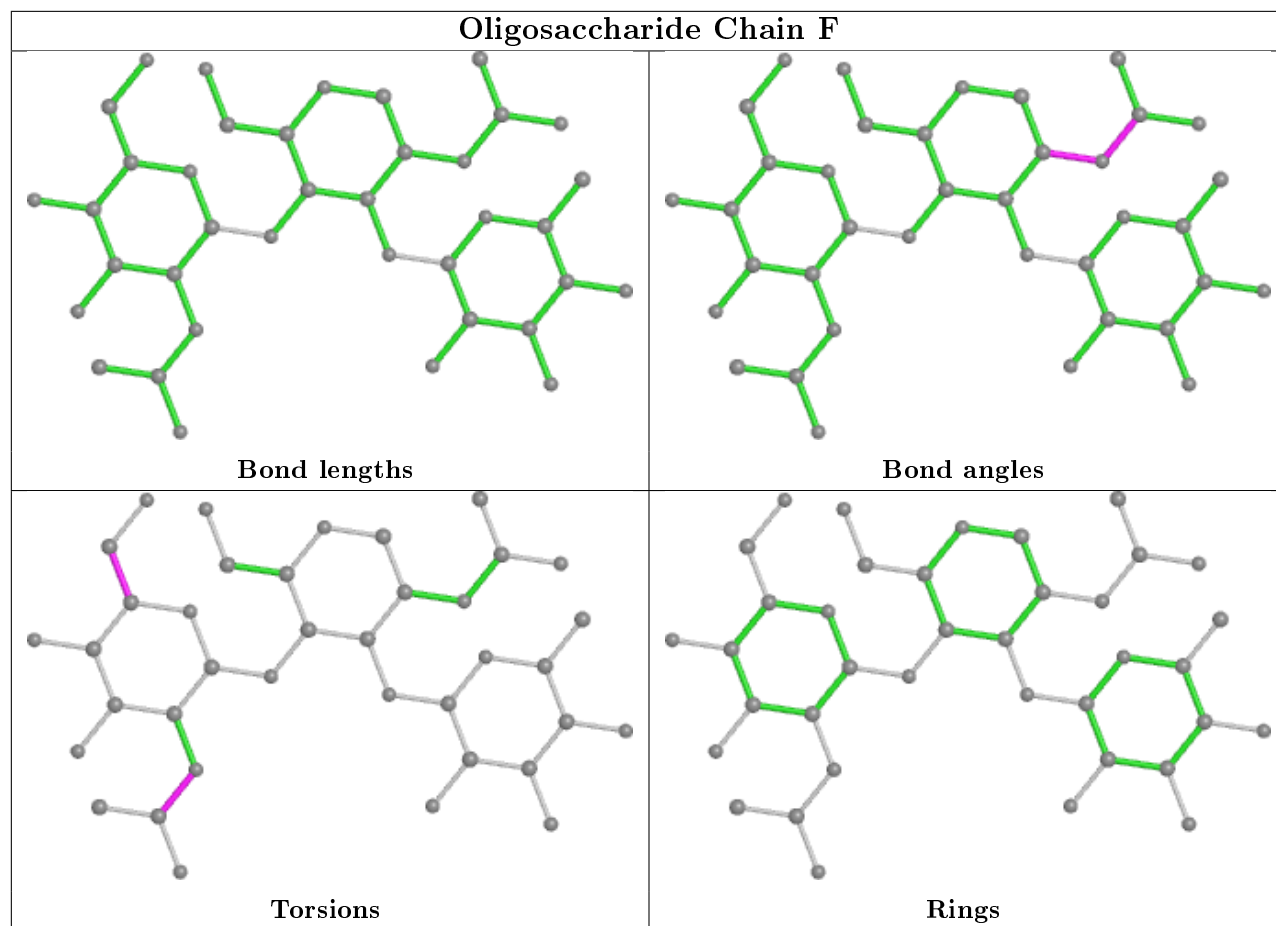 Oligosaccharide Chain F
Bond lengths
Bond angles
Torsions
Rings